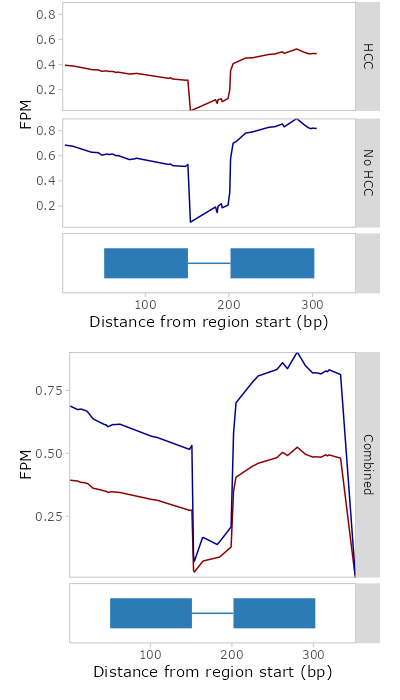 0.8
0.6
0.4
0.2
HCC
FPM
0.8
0.6
0.4
0.2
No HCC
100 200 300
Distance from region start (bp)
0.75
0.50
0.25
FPM
Combined
100 200 300
Distance from region start (bp)